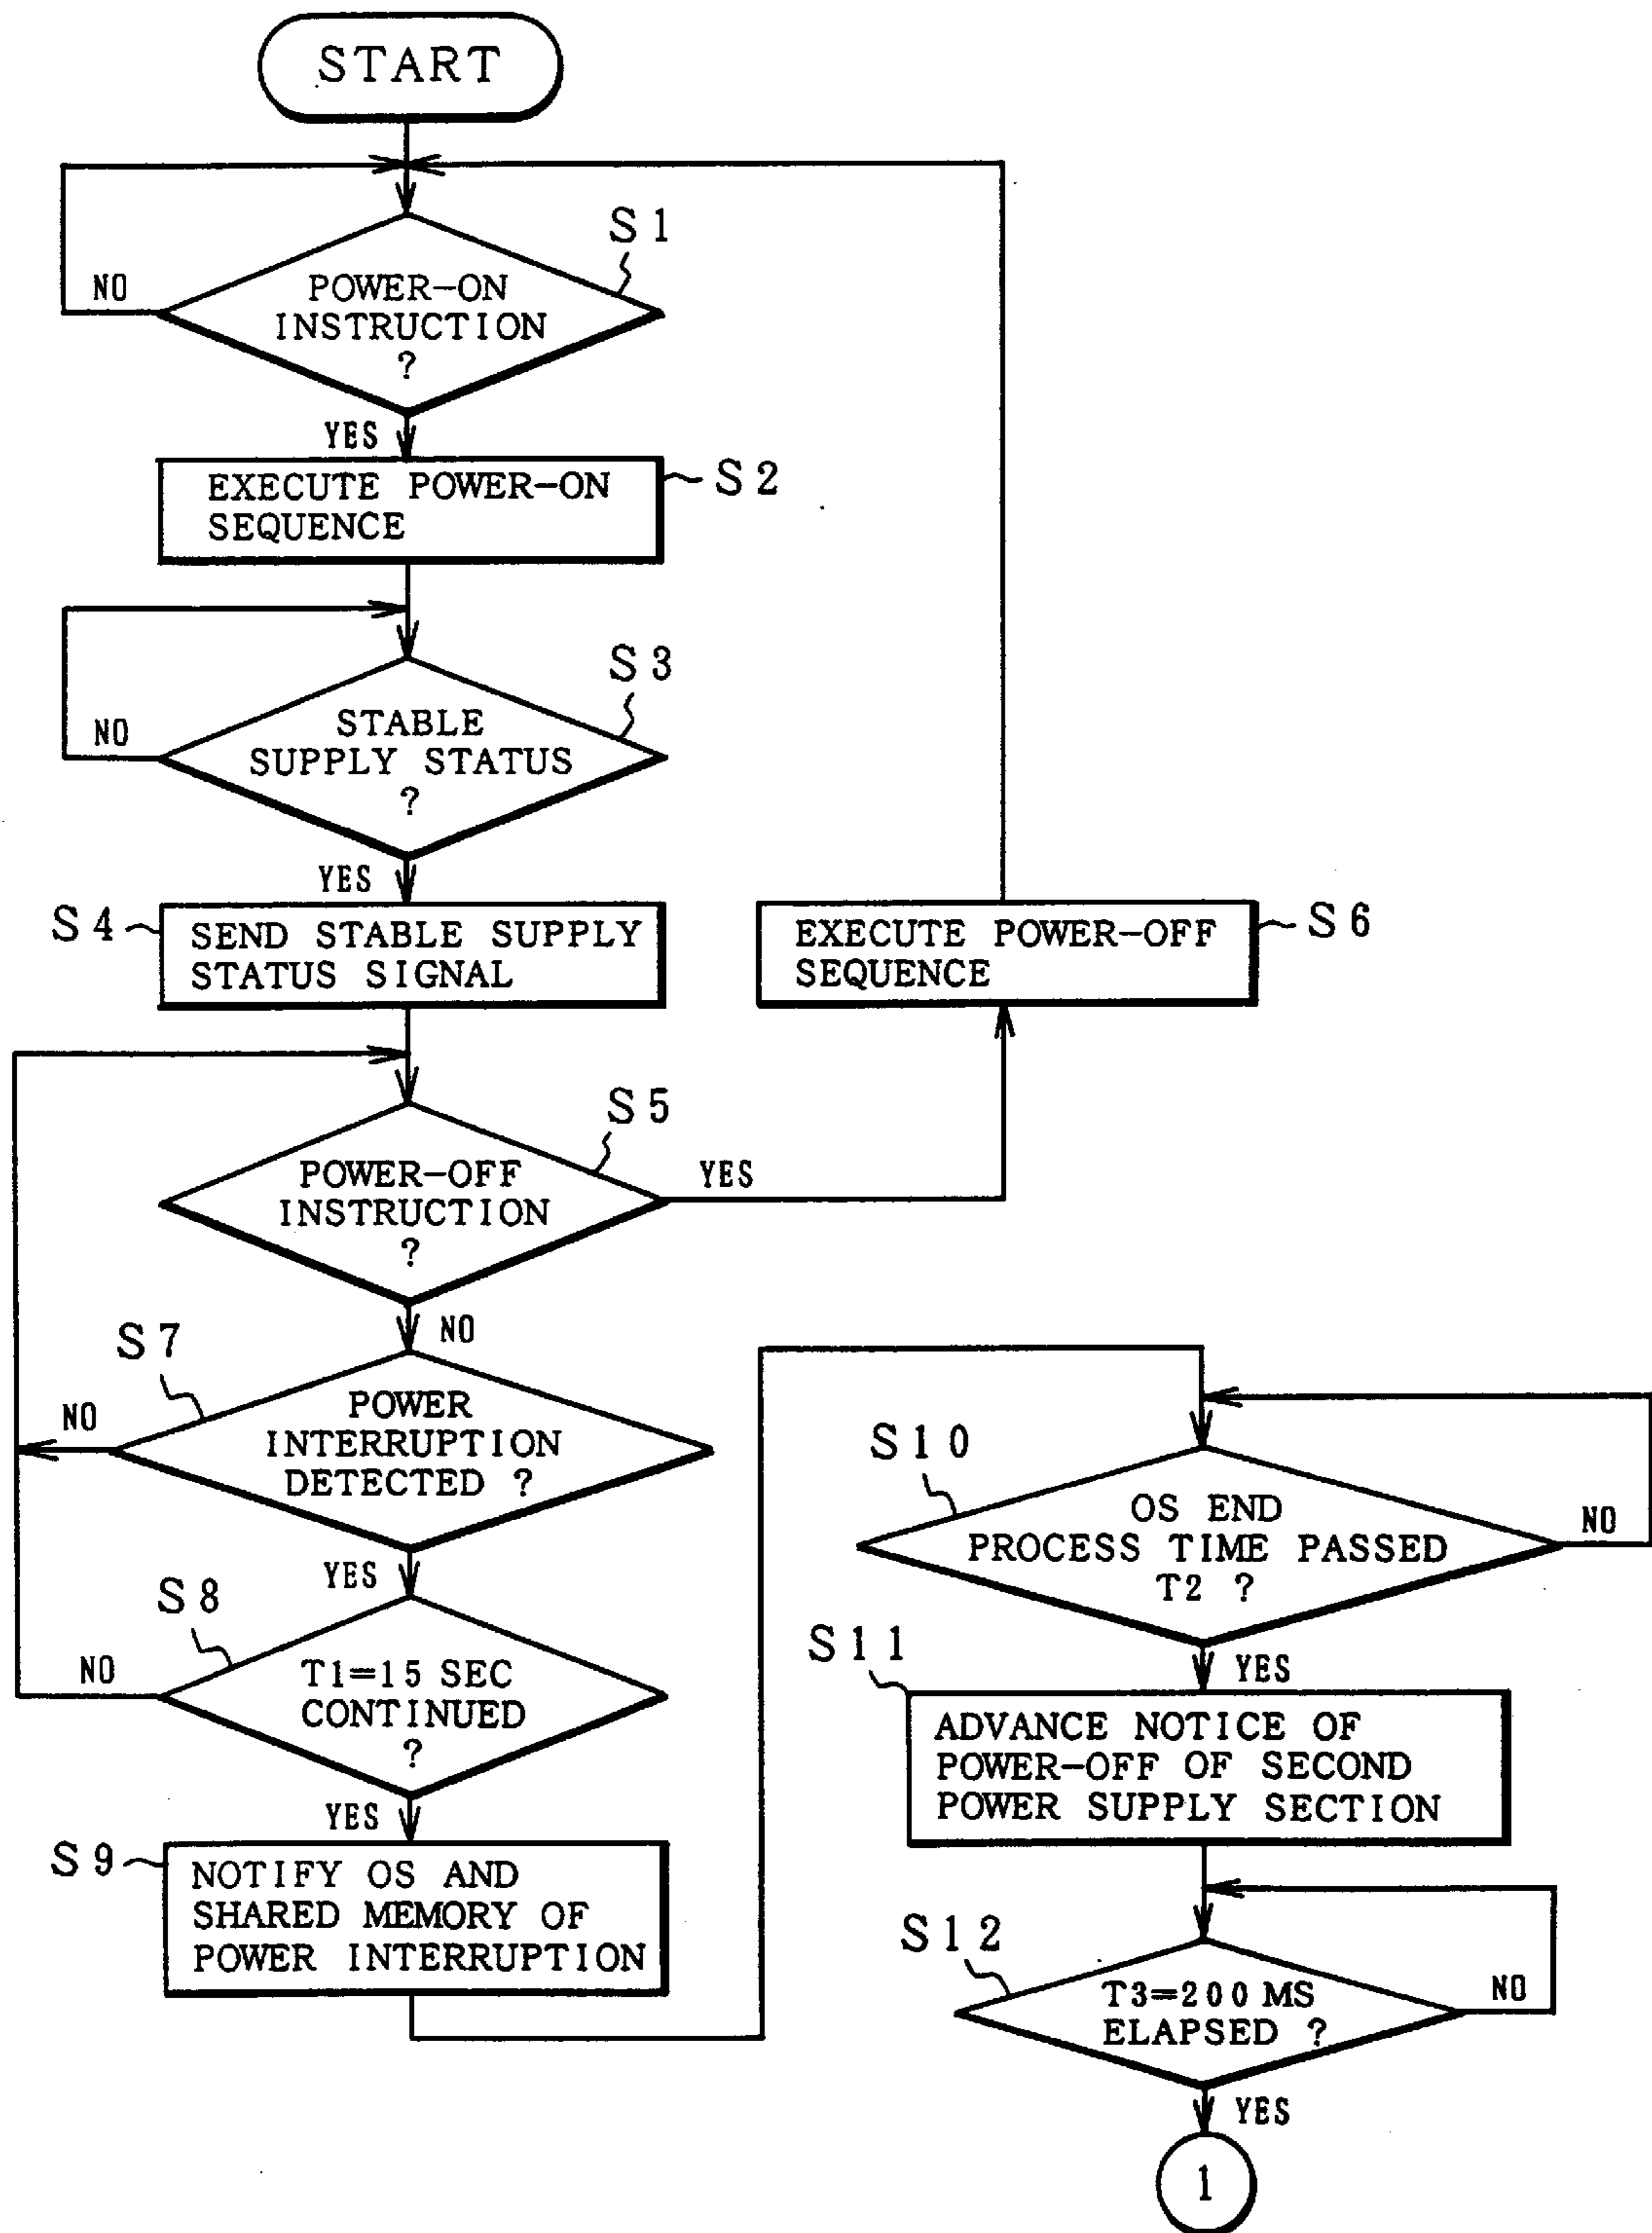 START
S1
NO
POWER-ON
INSTRUCTION
?
YES
EXECUTE POWER-ON
SEQUENCE
S2
S3
NO
STABLE
SUPPLY STATUS
?
YES
S4
SEND STABLE SUPPLY
STATUS SIGNAL
EXECUTE POWER-OFF
SEQUENCE
S6
S5
POWER-OFF
INSTRUCTION
?
YES
NO
S7
NO
POWER
INTERRUPTION
DETECTED ?
YES
S8
NO
T1=15 SEC
CONTINUED
?
YES
S9
NOTIFY OS AND
SHARED MEMORY OF
POWER INTERRUPTION
S10
OS END
PROCESS TIME PASSED
T2 ?
NO
YES
S11
ADVANCE NOTICE OF
POWER-OFF OF SECOND
POWER SUPPLY SECTION
S12
T3=200 MS
ELAPSED ?
NO
YES
1